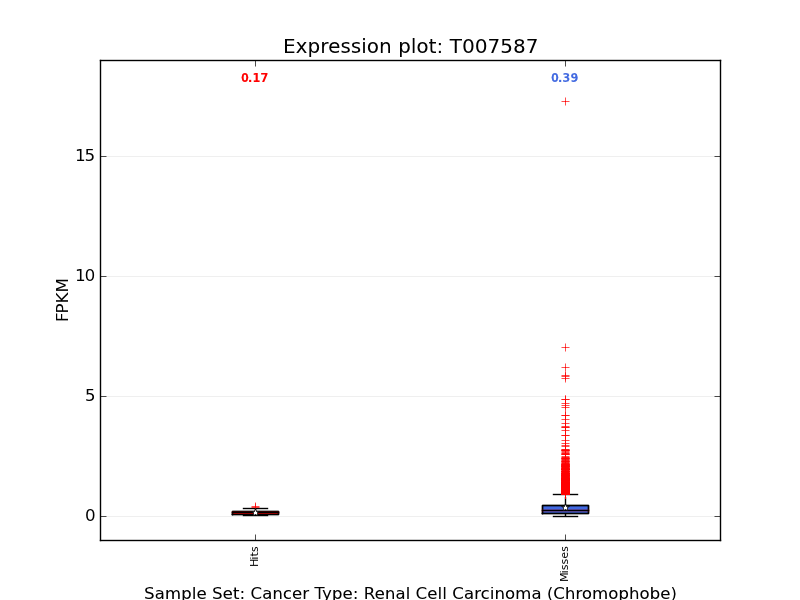 Expression plot: T007587
0.17
0.39
15
10
5
0
FPKM
Hits
Misses
Sample Set: Cancer Type: Renal Cell Carcinoma (Chromophobe)